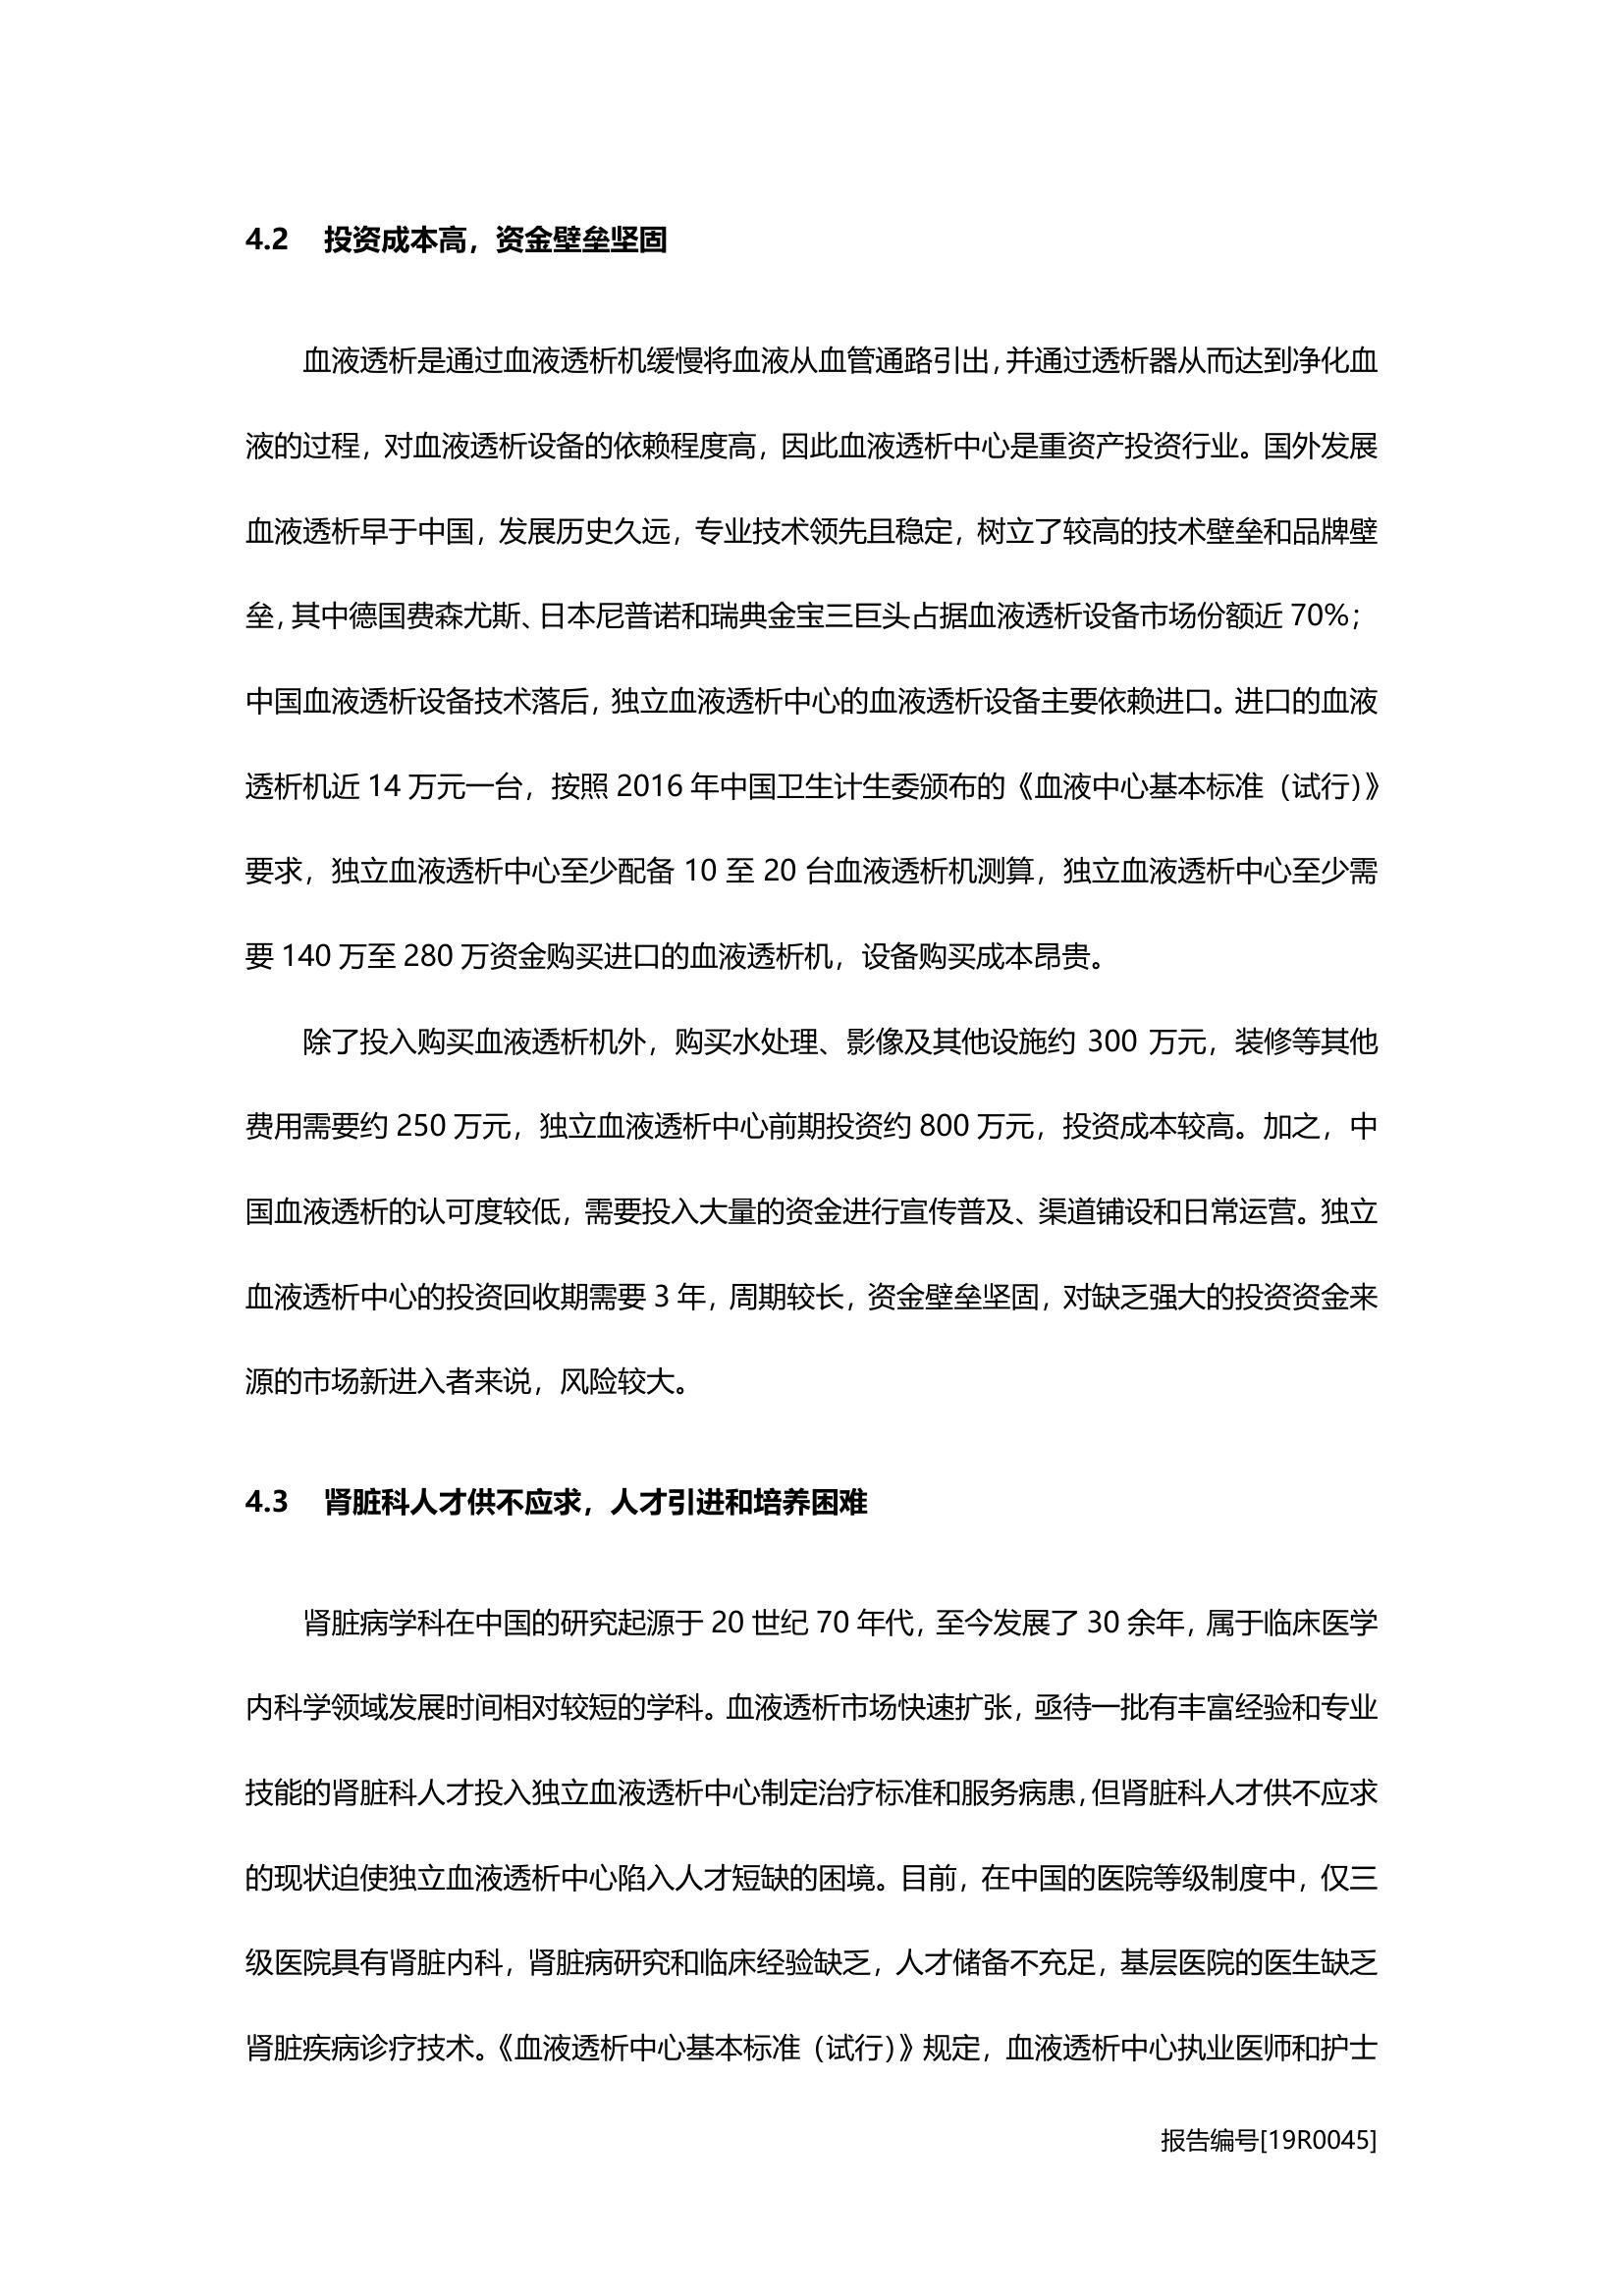 4.2 投资成本高，资金壁垒坚固
血液透析是通过血液透析机缓慢将血液从血管通路引出，并通过透析器从而达到净化血
液的过程，对血液透析设备的依赖程度高，因此血液透析中心是重资产投资行业。国外发展
血液透析早于中国，发展历史久远，专业技术领先且稳定，树立了较高的技术壁垒和品牌壁
垒，其中德国费森尤斯、日本尼普诺和瑞典金宝三巨头占据血液透析设备市场份额近 70%；
中国血液透析设备技术落后，独立血液透析中心的血液透析设备主要依赖进口。进口的血液
透析机近 14 万元一台，按照 2016 年中国卫生计生委颁布的《血液中心基本标准（试行）》
要求，独立血液透析中心至少配备 10 至 20 台血液透析机测算，独立血液透析中心至少需
要 140 万至 280 万资金购买进口的血液透析机，设备购买成本昂贵。
除了投入购买血液透析机外，购买水处理、影像及其他设施约 300 万元，装修等其他
费用需要约 250 万元，独立血液透析中心前期投资约 800 万元，投资成本较高。加之，中
国血液透析的认可度较低，需要投入大量的资金进行宣传普及、渠道铺设和日常运营。独立
血液透析中心的投资回收期需要 3 年，周期较长，资金壁垒坚固，对缺乏强大的投资资金来
源的市场新进入者来说，风险较大。
4.3 肾脏科人才供不应求，人才引进和培养困难
肾脏病学科在中国的研究起源于 20 世纪 70 年代，至今发展了 30 余年，属于临床医学
内科学领域发展时间相对较短的学科。血液透析市场快速扩张，亟待一批有丰富经验和专业
技能的肾脏科人才投入独立血液透析中心制定治疗标准和服务病患，但肾脏科人才供不应求
的现状迫使独立血液透析中心陷入人才短缺的困境。目前，在中国的医院等级制度中，仅三
级医院具有肾脏内科，肾脏病研究和临床经验缺乏，人才储备不充足，基层医院的医生缺乏
肾脏疾病诊疗技术。《血液透析中心基本标准（试行）》规定，血液透析中心执业医师和护士
报告编号[19R0045]